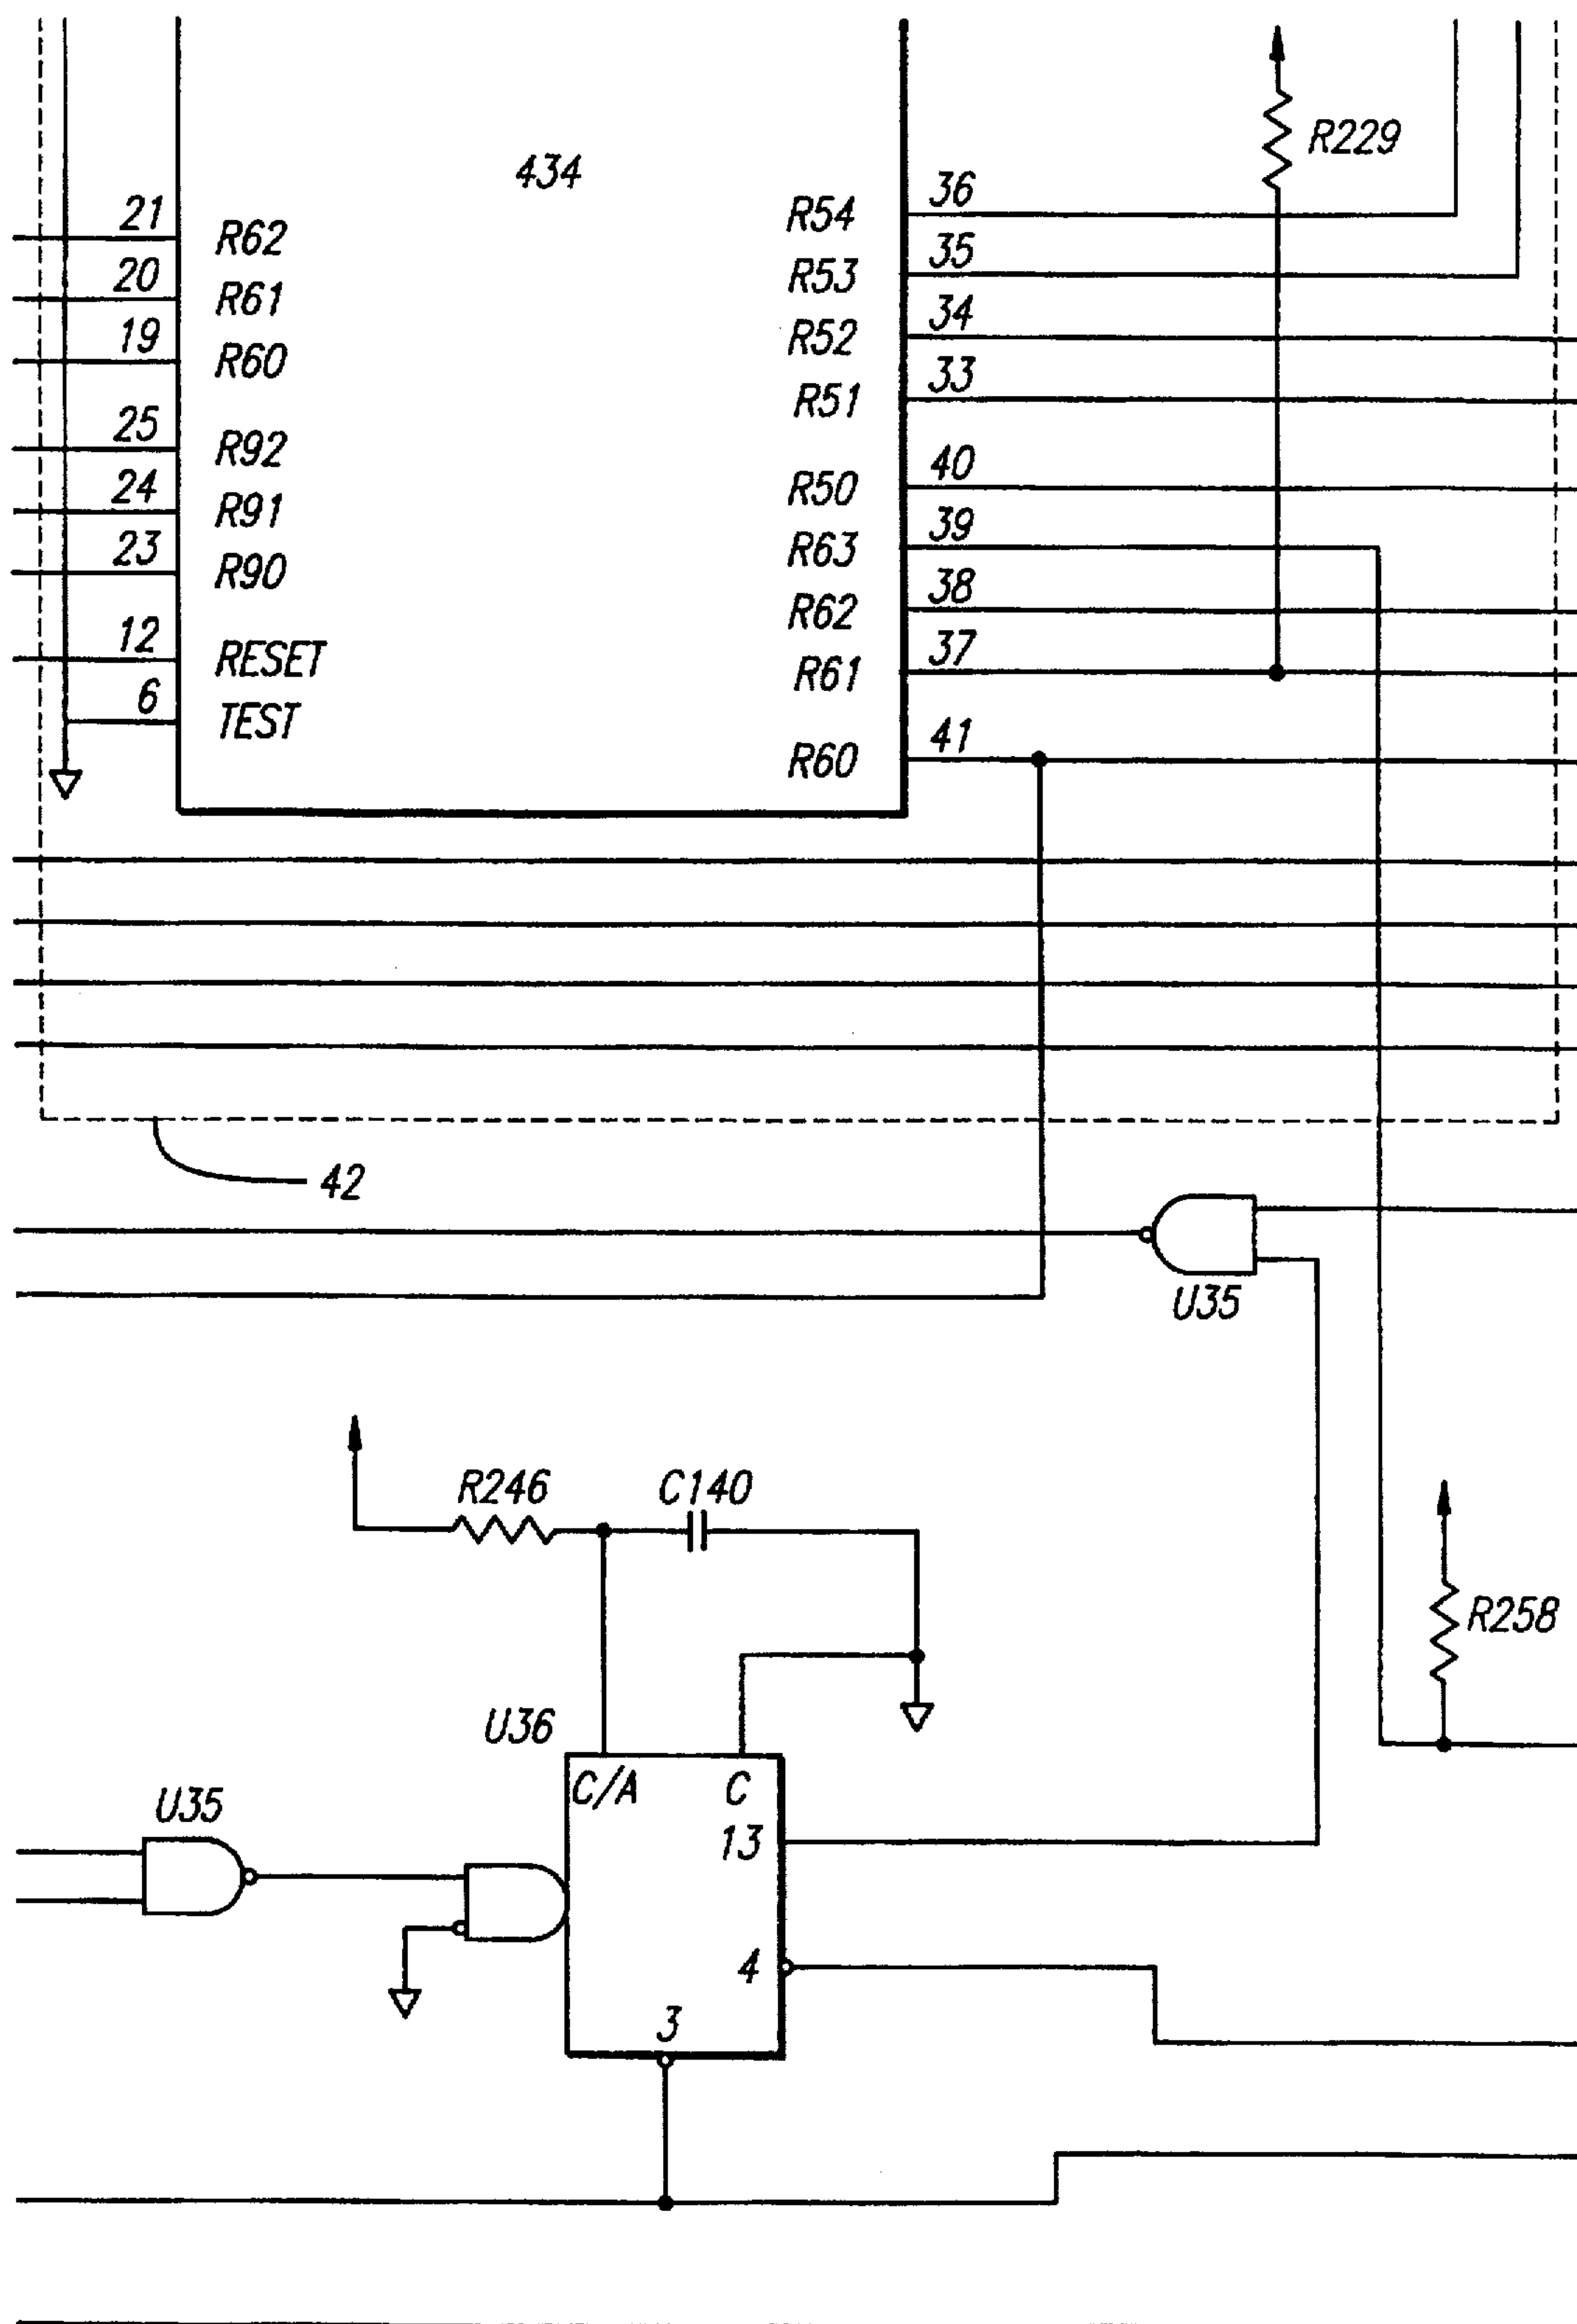 434
R229
21 R62
20 R61
19 R60
25 R92
24 R91
23 R90
12 RESET
6 TEST
R54 36
R53 35
R52 34
R51 33
R50 40
R63 39
R62 38
R61 37
R60 41
42
U35
R246 C140
R258
U36
C/A C
U35
13
4
3